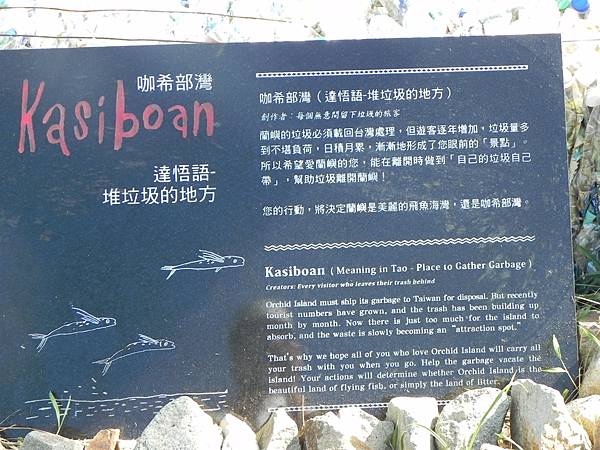 咖希部灣
Kasiboan
達悟語-
堆垃圾的地方
咖希部灣（達悟語-堆垃圾的地方）
創作者：每個無意間留下垃圾的旅客
蘭嶼的垃圾必須載回台灣處理，但遊客逐年增加，垃圾量多
到不堪負荷，日積月累，漸漸地形成了您眼前的「景點」。
所以希望愛蘭嶼的您，能在離開時做到「自己的垃圾自己
帶」，幫助垃圾離開蘭嶼！
您的行動，將決定蘭嶼是美麗的飛魚海灣，還是咖希部灣。
Kasiboan ( Meaning in Tao - Place to Gather Garbage )
Creators: Every visitor who leaves their trash behind
Orchid Island must ship its garbage to Taiwan for disposal. But recently
tourist numbers have grown, and the trash has been building up
month by month. Now there is just too much for the island to
absorb, and the waste is slowly becoming an "attraction spot."
That's why we hope all of you who love Orchid Island will carry all
your trash with you when you go. Help the garbage vacate the
island! Your actions will determine whether Orchid Island is the
beautiful land of flying fish, or simply the land of litter.